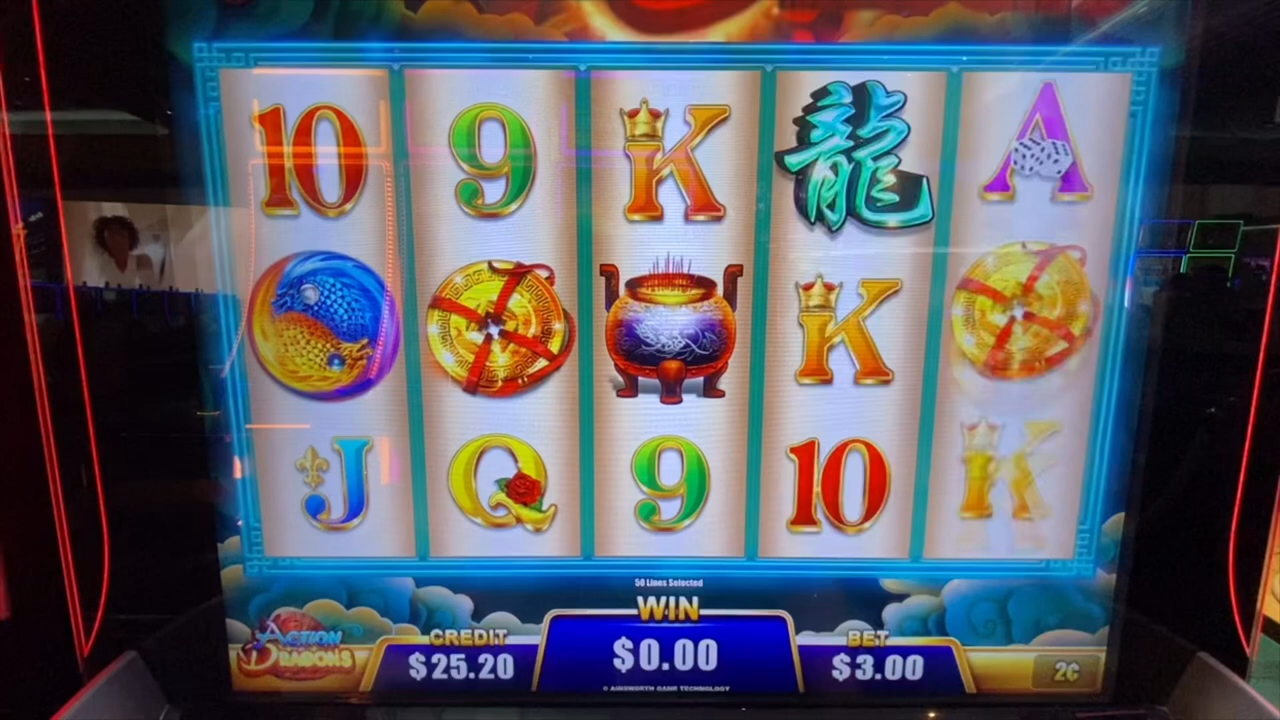 10 9 K 龍 A
K
J Q 9 10 K
50 Lines Selected
WIN
ACTION
DRAGONS
CREDIT
$25.20
$0.00
BET
$3.00
2¢
© AINSWORTH GAME TECHNOLOGY